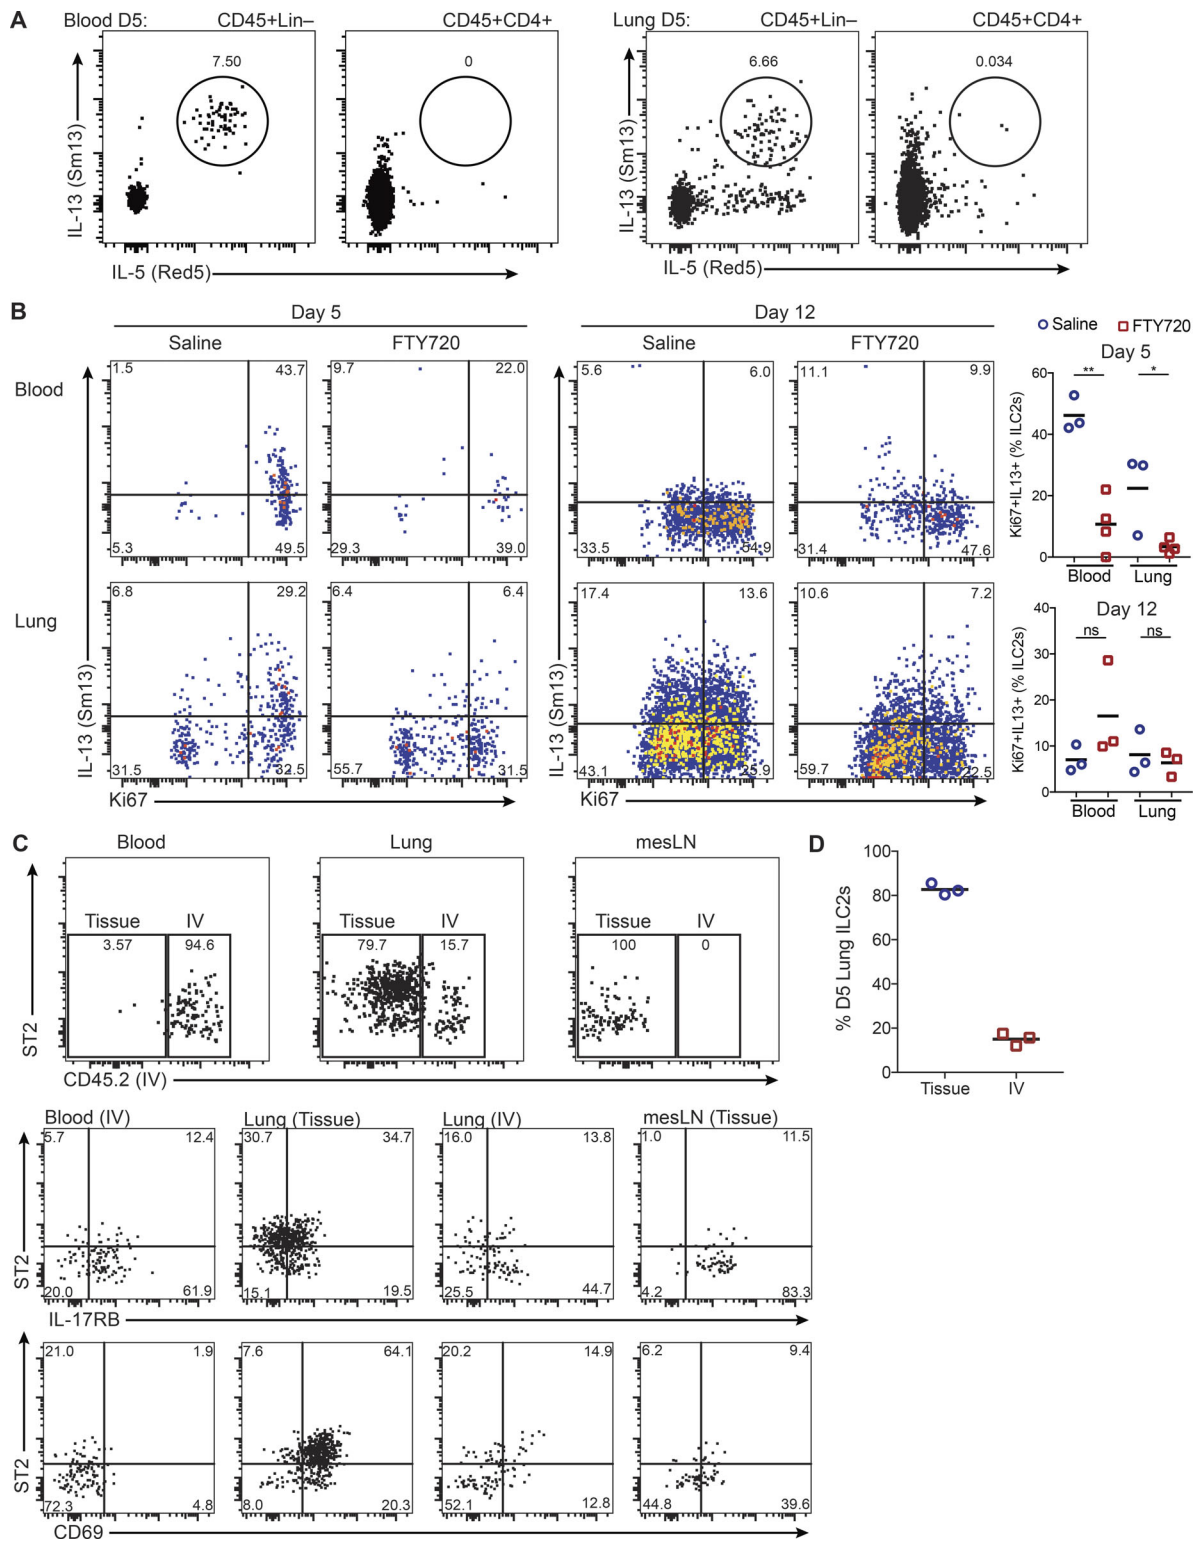 A
Blood D5:
CD45+Lin–
CD45+CD4+
Lung D5:
CD45+Lin–
CD45+CD4+
7.50
0
6.66
0.034
IL-13 (Sm13)
IL-13 (Sm13)
IL-5 (Red5)
IL-5 (Red5)
B
Day 5
Day 12
Saline
FTY720
Saline
FTY720
Saline
FTY720
Blood
1.5
43.7
5.3
49.5
9.7
22.0
29.3
39.0
5.6
6.0
33.5
54.9
11.1
9.9
31.4
47.6
Lung
6.8
29.2
31.5
32.5
6.4
6.4
55.7
31.5
17.4
13.6
43.1
25.9
10.6
7.2
59.7
22.5
IL-13 (Sm13)
IL-13 (Sm13)
Ki67
Ki67
Day 5
Ki67+IL13+ (% ILC2s)
60
40
20
0
**
*
Blood
Lung
Day 12
Ki67+IL13+ (% ILC2s)
40
30
20
10
0
ns
ns
Blood
Lung
C
Blood
Lung
mesLN
Tissue
IV
3.57
94.6
Tissue
IV
79.7
15.7
Tissue
IV
100
0
ST2
CD45.2 (IV)
D
% D5 Lung ILC2s
100
80
60
40
20
0
Tissue
IV
Blood (IV)
Lung (Tissue)
Lung (IV)
mesLN (Tissue)
5.7
12.4
20.0
61.9
30.7
34.7
15.1
19.5
16.0
13.8
25.5
44.7
1.0
11.5
4.2
83.3
ST2
IL-17RB
21.0
1.9
72.3
4.8
7.6
64.1
8.0
20.3
20.2
14.9
52.1
12.8
6.2
9.4
44.8
39.6
ST2
CD69